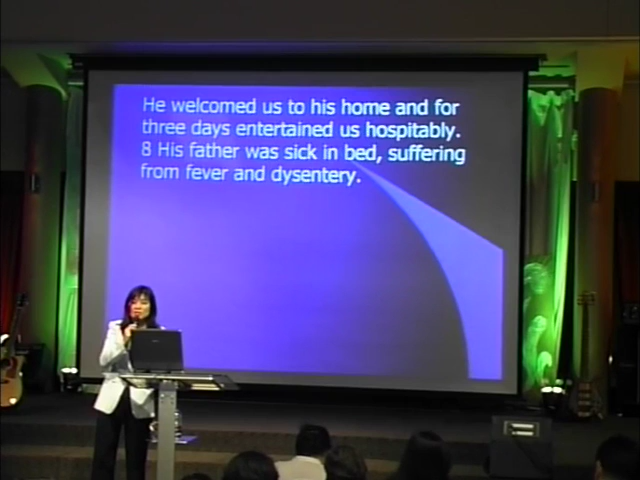 He welcomed us to his home and for
three days entertained us hospitably.
8 His father was sick in bed, suffering
from fever and dysentery.